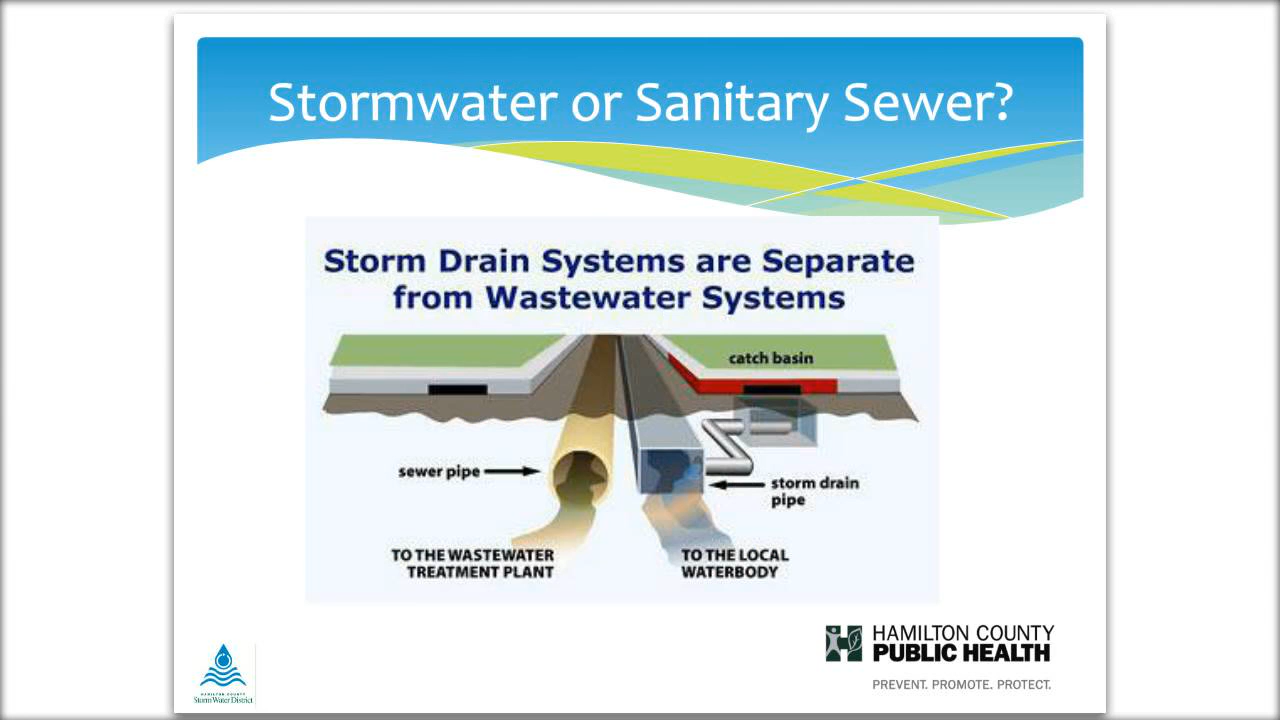 Stormwater or Sanitary Sewer?
Storm Drain Systems are Separate
from Wastewater Systems
catch basin
sewer pipe
storm drain
pipe
TO THE WASTEWATER
TREATMENT PLANT
TO THE LOCAL
WATERBODY
HAMILTON COUNTY
PUBLIC HEALTH
PREVENT. PROMOTE. PROTECT.
HAMILTON COUNTY
Storm Water District